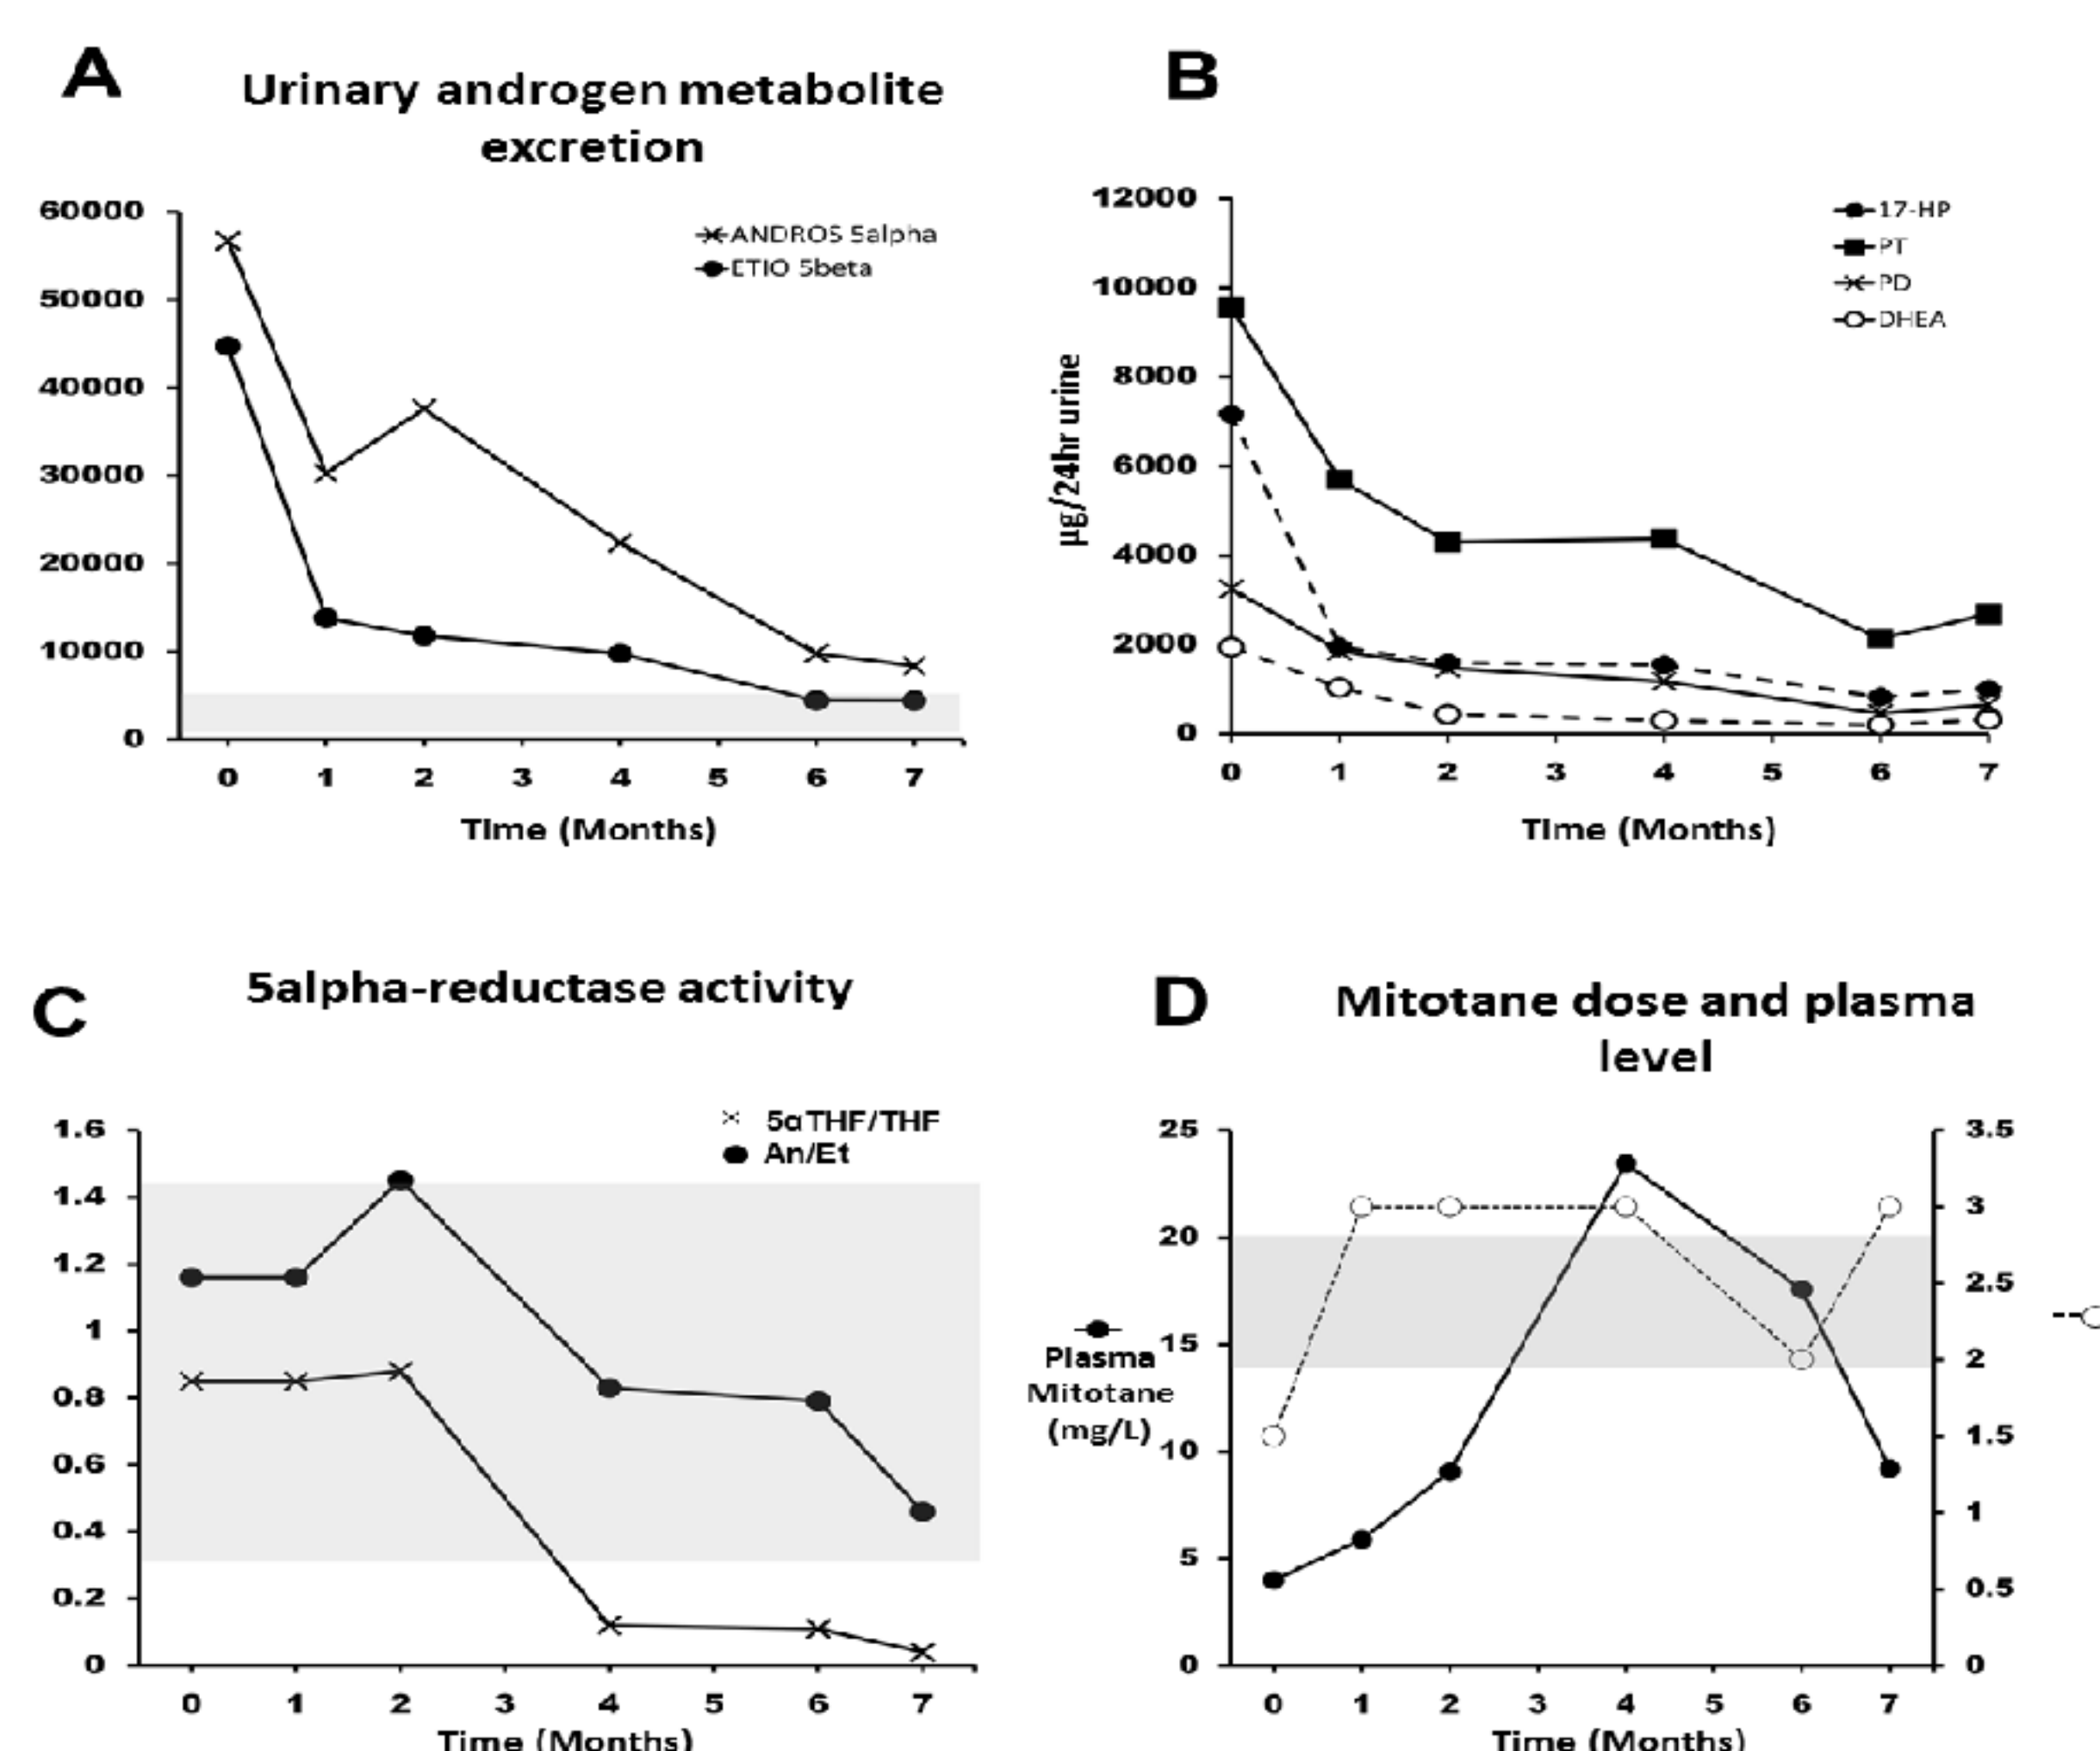 A
Urinary androgen metabolite
excretion
60000
50000
40000
30000
20000
10000
0
ANDROS 5alpha
ETIO 5beta
0 1 2 3 4 5 6 7
Time (Months)
B
µg/24hr urine
12000
10000
8000
6000
4000
2000
0
17-HP
PT
PD
DHEA
0 1 2 3 4 5 6 7
Time (Months)
C
5alpha-reductase activity
1.6
1.4
1.2
1
0.8
0.6
0.4
0.2
0
5αTHF/THF
An/Et
0 1 2 3 4 5 6 7
Time (Months)
D
Mitotane dose and plasma
level
Plasma
Mitotane
(mg/L)
25
20
15
10
5
0
3.5
3
2.5
2
1.5
1
0.5
0
0 1 2 3 4 5 6 7
Time (Months)